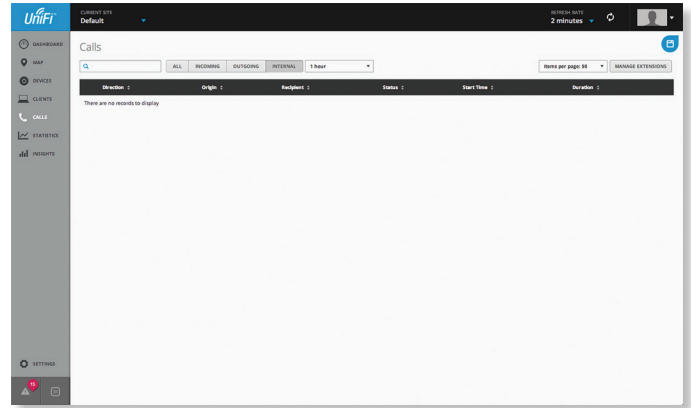 UniFi
CURRENT SITE
Default
REFRESH RATE
2 minutes
DASHBOARD
MAP
DEVICES
CLIENTS
CALLS
STATISTICS
INSIGHTS
SETTINGS
15
Calls
ALL INCOMING OUTGOING INTERNAL 1 hour Items per page: 50 MANAGE EXTENSIONS
Direction Origin Recipient Status Start Time Duration
There are no records to display